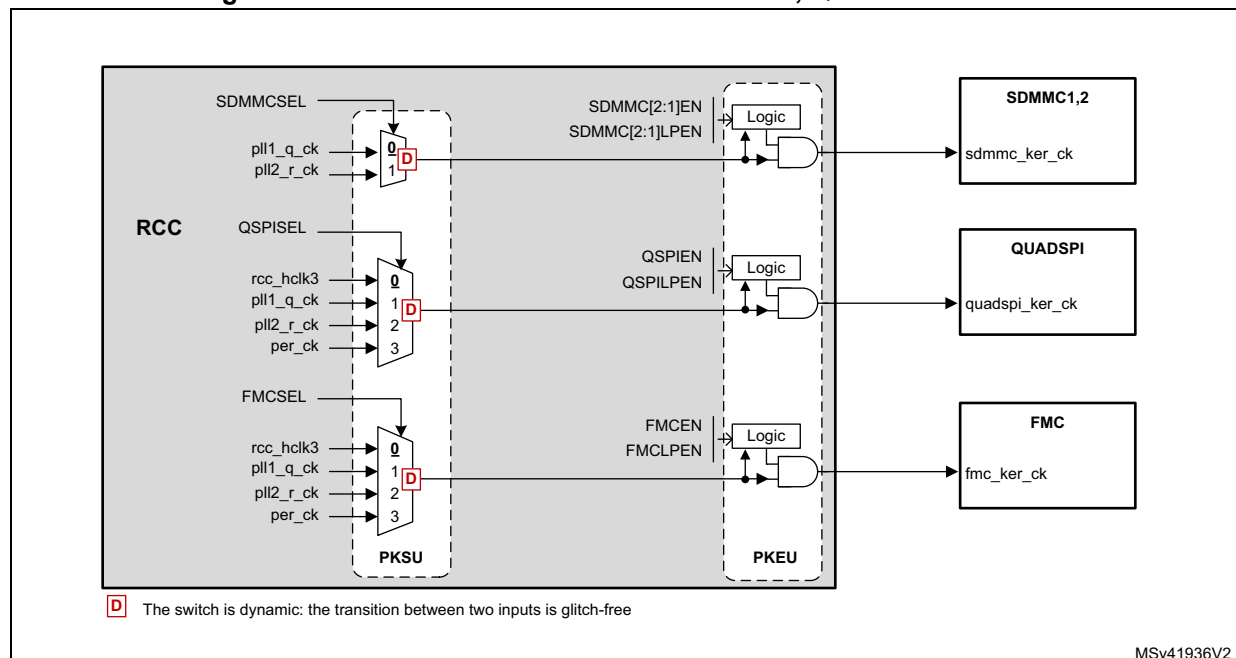 SDMMCSEL
pll1_q_ck
pll2_r_ck
0
1
D
SDMMC[2:1]EN
SDMMC[2:1]LPEN
Logic
SDMMC1,2
sdmmc_ker_ck
RCC
QSPISEL
rcc_hclk3
pll1_q_ck
pll2_r_ck
per_ck
0
1
2
3
D
QSPIEN
QSPILPEN
Logic
QUADSPI
quadspi_ker_ck
FMCSEL
rcc_hclk3
pll1_q_ck
pll2_r_ck
per_ck
0
1
2
3
D
FMCEN
FMCLPEN
Logic
FMC
fmc_ker_ck
PKSU
PKEU
D The switch is dynamic: the transition between two inputs is glitch-free
MSv41936V2